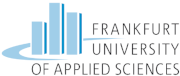 FRANKFURT
UNIVERSITY
OF APPLIED SCIENCES